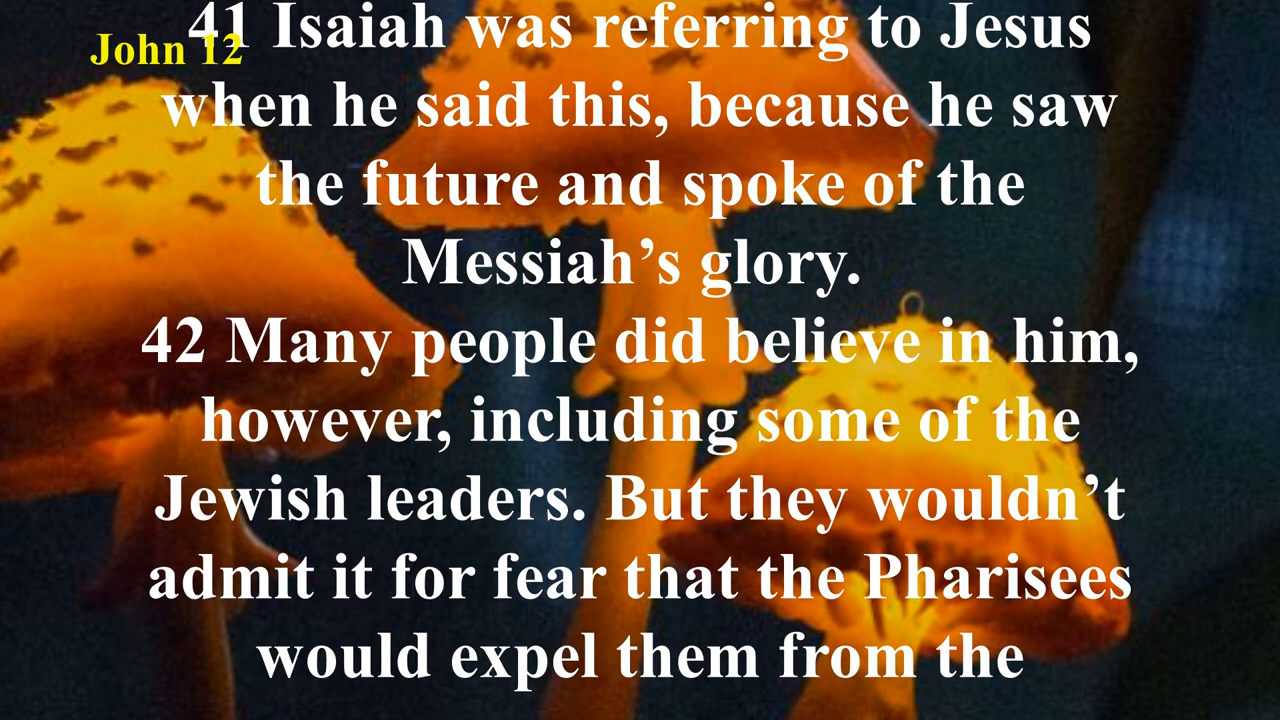 John 12
41 Isaiah was referring to Jesus
when he said this, because he saw
the future and spoke of the
Messiah’s glory.
42 Many people did believe in him,
however, including some of the
Jewish leaders. But they wouldn’t
admit it for fear that the Pharisees
would expel them from the